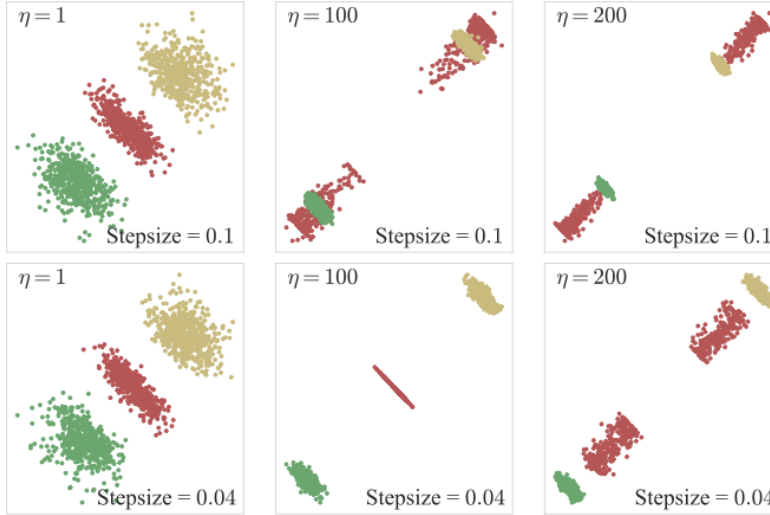 η = 1
Stepsize = 0.1
η = 100
Stepsize = 0.1
η = 200
Stepsize = 0.1
η = 1
Stepsize = 0.04
η = 100
Stepsize = 0.04
η = 200
Stepsize = 0.04